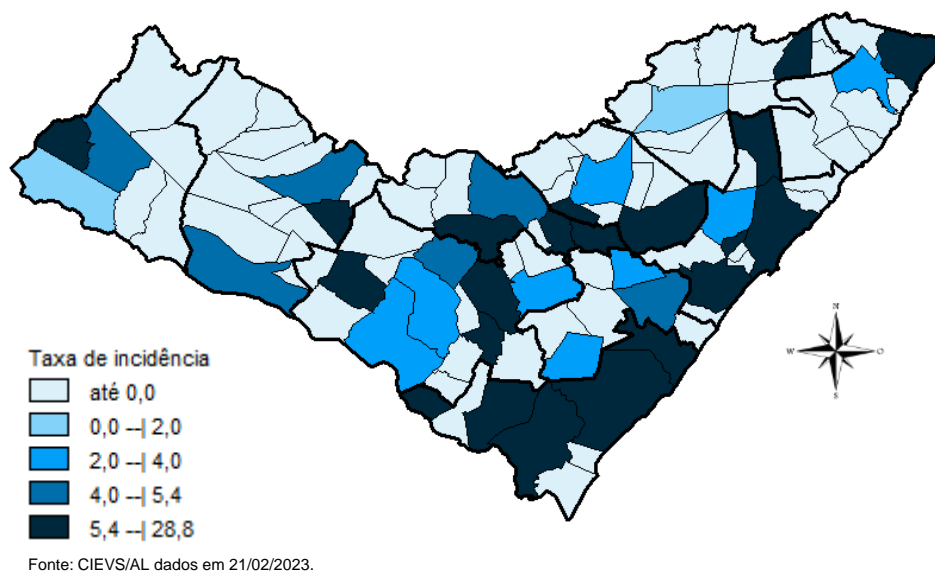 N
W
O
S
Taxa de incidência
até 0,0
0,0 --| 2,0
2,0 --| 4,0
4,0 --| 5,4
5,4 --| 28,8
Fonte: CIEVS/AL dados em 21/02/2023.